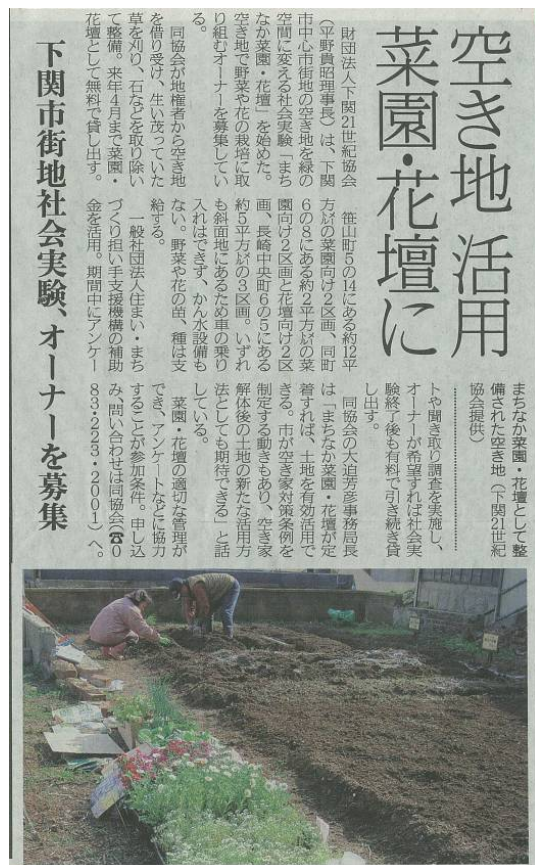 空き地 活用
菜園・花壇に
下関市街地社会実験、オーナーを募集
財団法人下関21世紀協会
(平野貴昭理事長)は、下関
市中心市街地の空き地を緑の
空間に変える社会実験「まち
なか菜園・花壇」を始めた。
空き地で野菜や花の栽培に取
り組むオーナーを募集してい
る。
同協会が地権者から空き地
を借り受け、生い茂っていた
草を刈り、石などを取り除い
て整備。来年4月まで菜園・
花壇として無料で貸し出す。
笹山町5の14にある約12平
方㍍の菜園向け2区画、同町
6の8にある約2平方㍍の菜
園向け2区画と花壇向け2区
画、長崎中央町6の5にある
約5平方㍍の3区画。いずれ
も斜面地にあるため車の乗り
入れはできず、かん水設備も
ない。野菜や花の苗、種は支
給する。
一般社団法人住まい・まち
づくり担い手支援機構の補助
金を活用。期間中にアンケー
トや聞き取り調査を実施し、
オーナーが希望すれば社会実
験終了後も有料で引き続き貸
し出す。
同協会の大迫芳彦事務局長
は「まちなか菜園・花壇が定
着すれば、土地を有効活用で
きる。市が空き家対策条例を
制定する動きもあり、空き家
解体後の土地の新たな活用方
法としても期待できる」と話
している。
菜園・花壇の適切な管理が
でき、アンケートなどに協力
することが参加条件。申し込
み、問い合わせは同協会(☎0
83・223・2001)へ。
まちなか菜園・花壇として整
備された空き地(下関21世紀
協会提供)